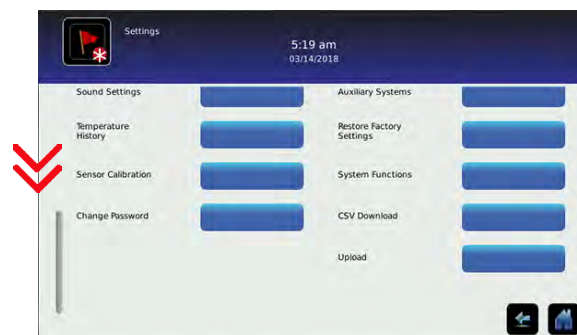 Settings
5:19 am
03/14/2018
Sound Settings
Auxiliary Systems
Temperature
History
Restore Factory
Settings
Sensor Calibration
System Functions
Change Password
CSV Download
Upload